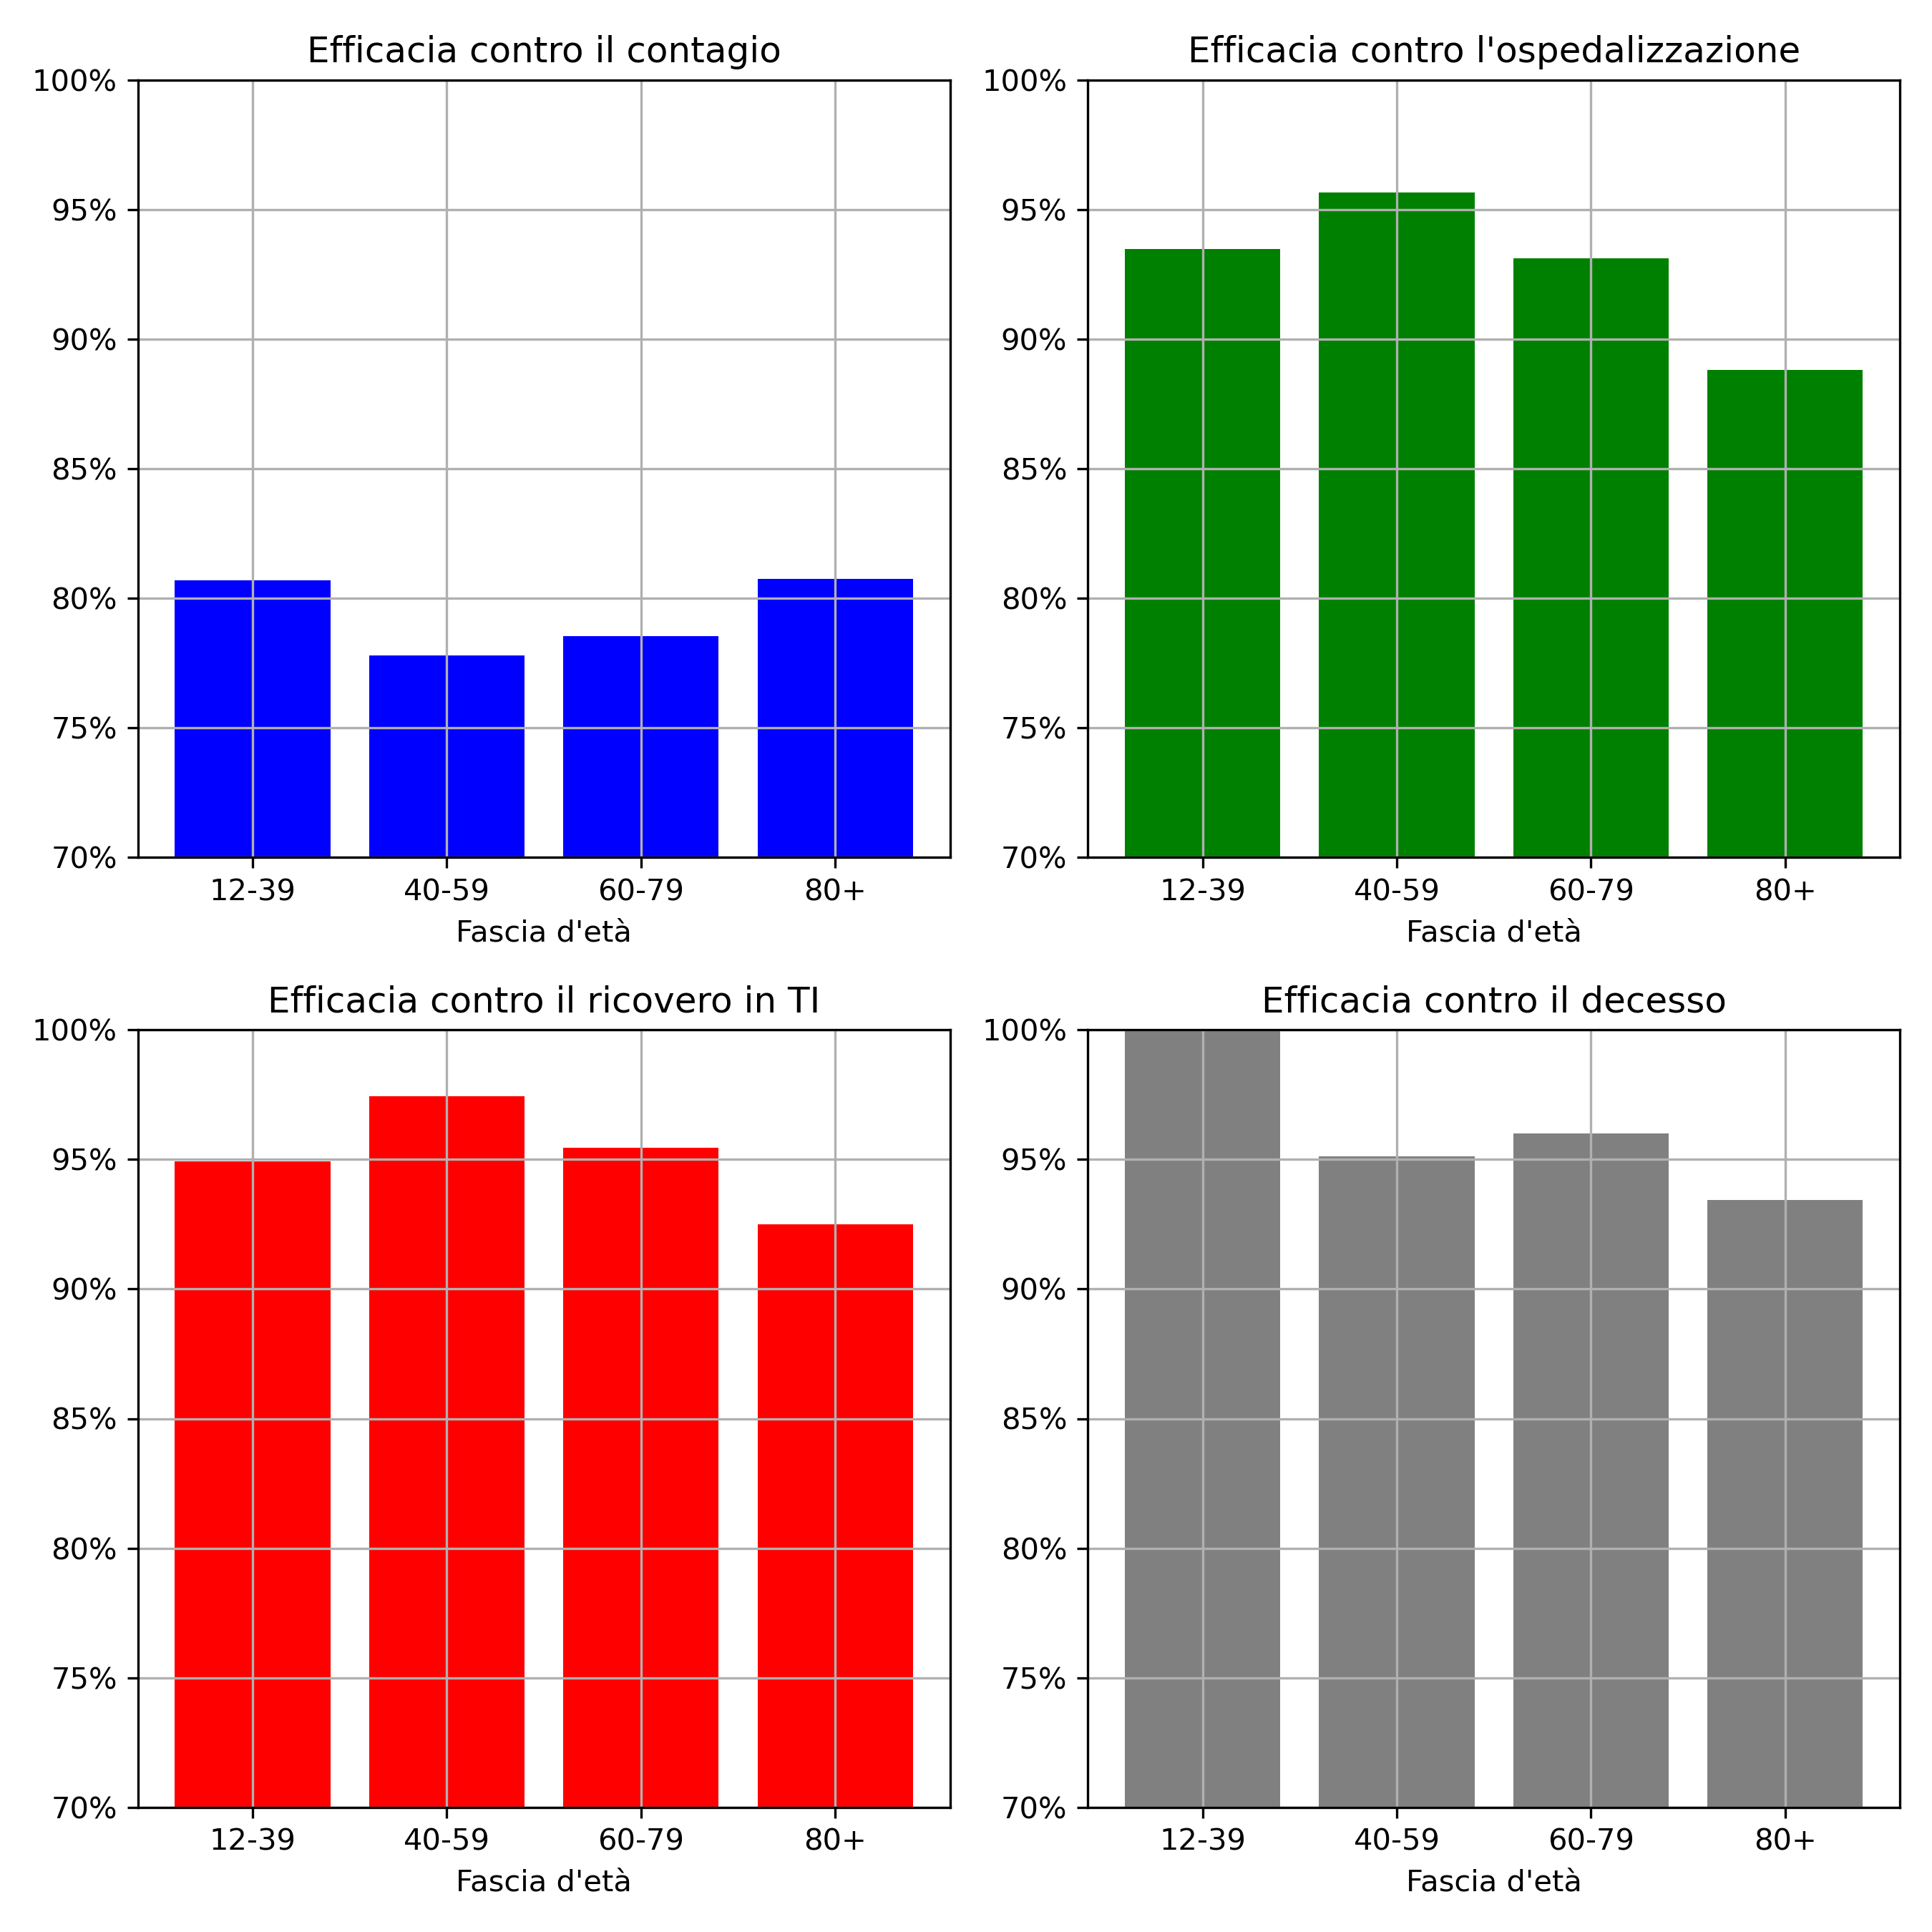 Efficacia contro il contagio
100%
95%
90%
85%
80%
75%
70%
12-39 40-59 60-79 80+
Fascia d'età
Efficacia contro l'ospedalizzazione
100%
95%
90%
85%
80%
75%
70%
12-39 40-59 60-79 80+
Fascia d'età
Efficacia contro il ricovero in TI
100%
95%
90%
85%
80%
75%
70%
12-39 40-59 60-79 80+
Fascia d'età
Efficacia contro il decesso
100%
95%
90%
85%
80%
75%
70%
12-39 40-59 60-79 80+
Fascia d'età